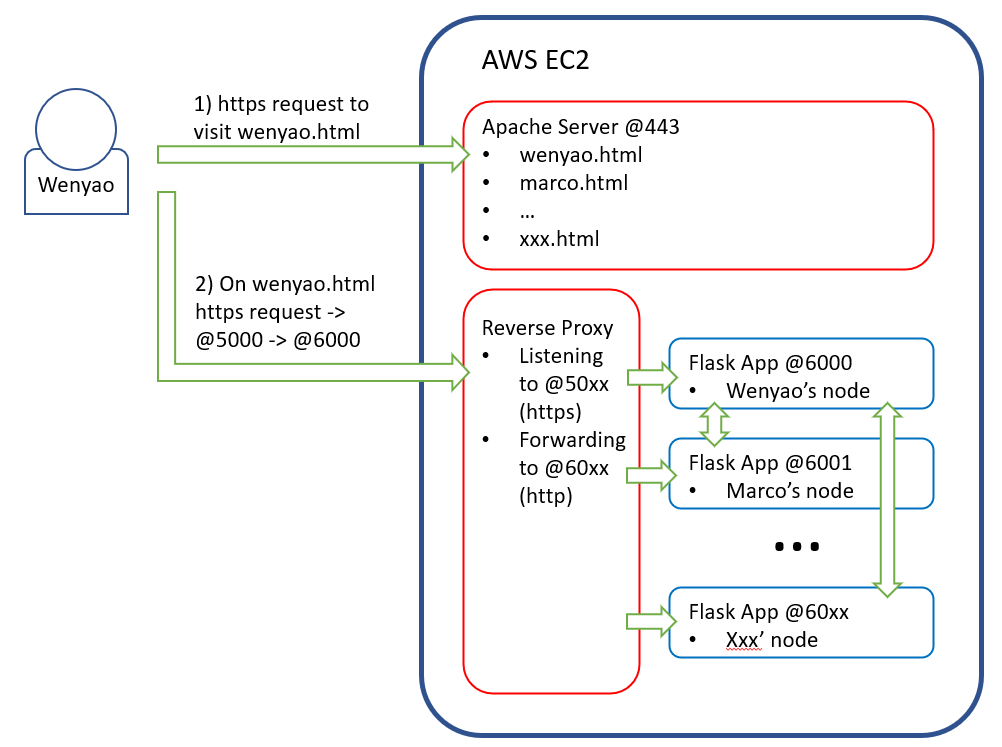 AWS EC2
1) https request to
visit wenyao.html
Wenyao
Apache Server @443
• wenyao.html
• marco.html
• ...
• xxx.html
2) On wenyao.html
https request ->
@5000 -> @6000
Reverse Proxy
• Listening
to @50xx
(https)
• Forwarding
to @60xx
(http)
Flask App @6000
• Wenyao’s node
Flask App @6001
• Marco’s node
...
Flask App @60xx
• Xxx’ node